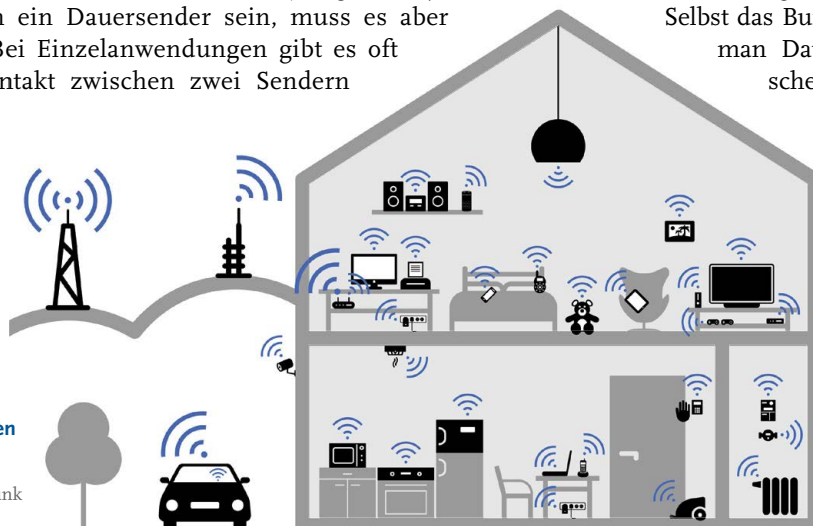 n ein Dauersender sein, muss es aber
Bei Einzelanwendungen gibt es oft
ntakt zwischen zwei Sendern
Selbst das Bu
man Da
sche
en
nk